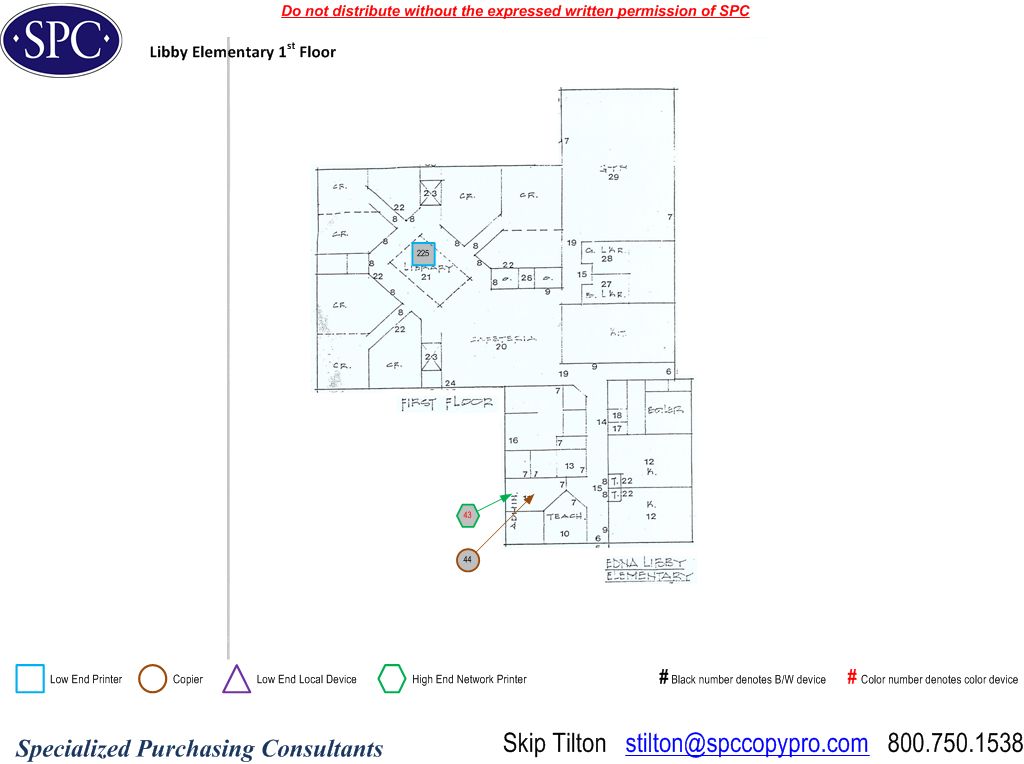 Do not distribute without the expressed written permission of SPC
SPC
Libby Elementary 1st Floor
7
GYM
29
CR.
23
CR.
CR.
22
8 8
7
CR.
8
8
8
19
G. LKR.
28
225
8
LIBRARY
21
22
22
8
G.
26
B.
9
15
27
B. LKR.
8
CR.
8
22
CAFETERIA
20
KIT.
CR.
CR.
23
24
19
9
6
FIRST FLOOR
7
14
18
17
BOILER
16
7
12
K.
13
7 7
7
7
15
8 T. 22
8 T. 22
K.
12
7
43
TEACH.
10
9
6
44
EDNA LIBBY
ELEMENTARY
Low End Printer
Copier
Low End Local Device
High End Network Printer
# Black number denotes B/W device
# Color number denotes color device
Specialized Purchasing Consultants
Skip Tilton stilton@spccopypro.com 800.750.1538